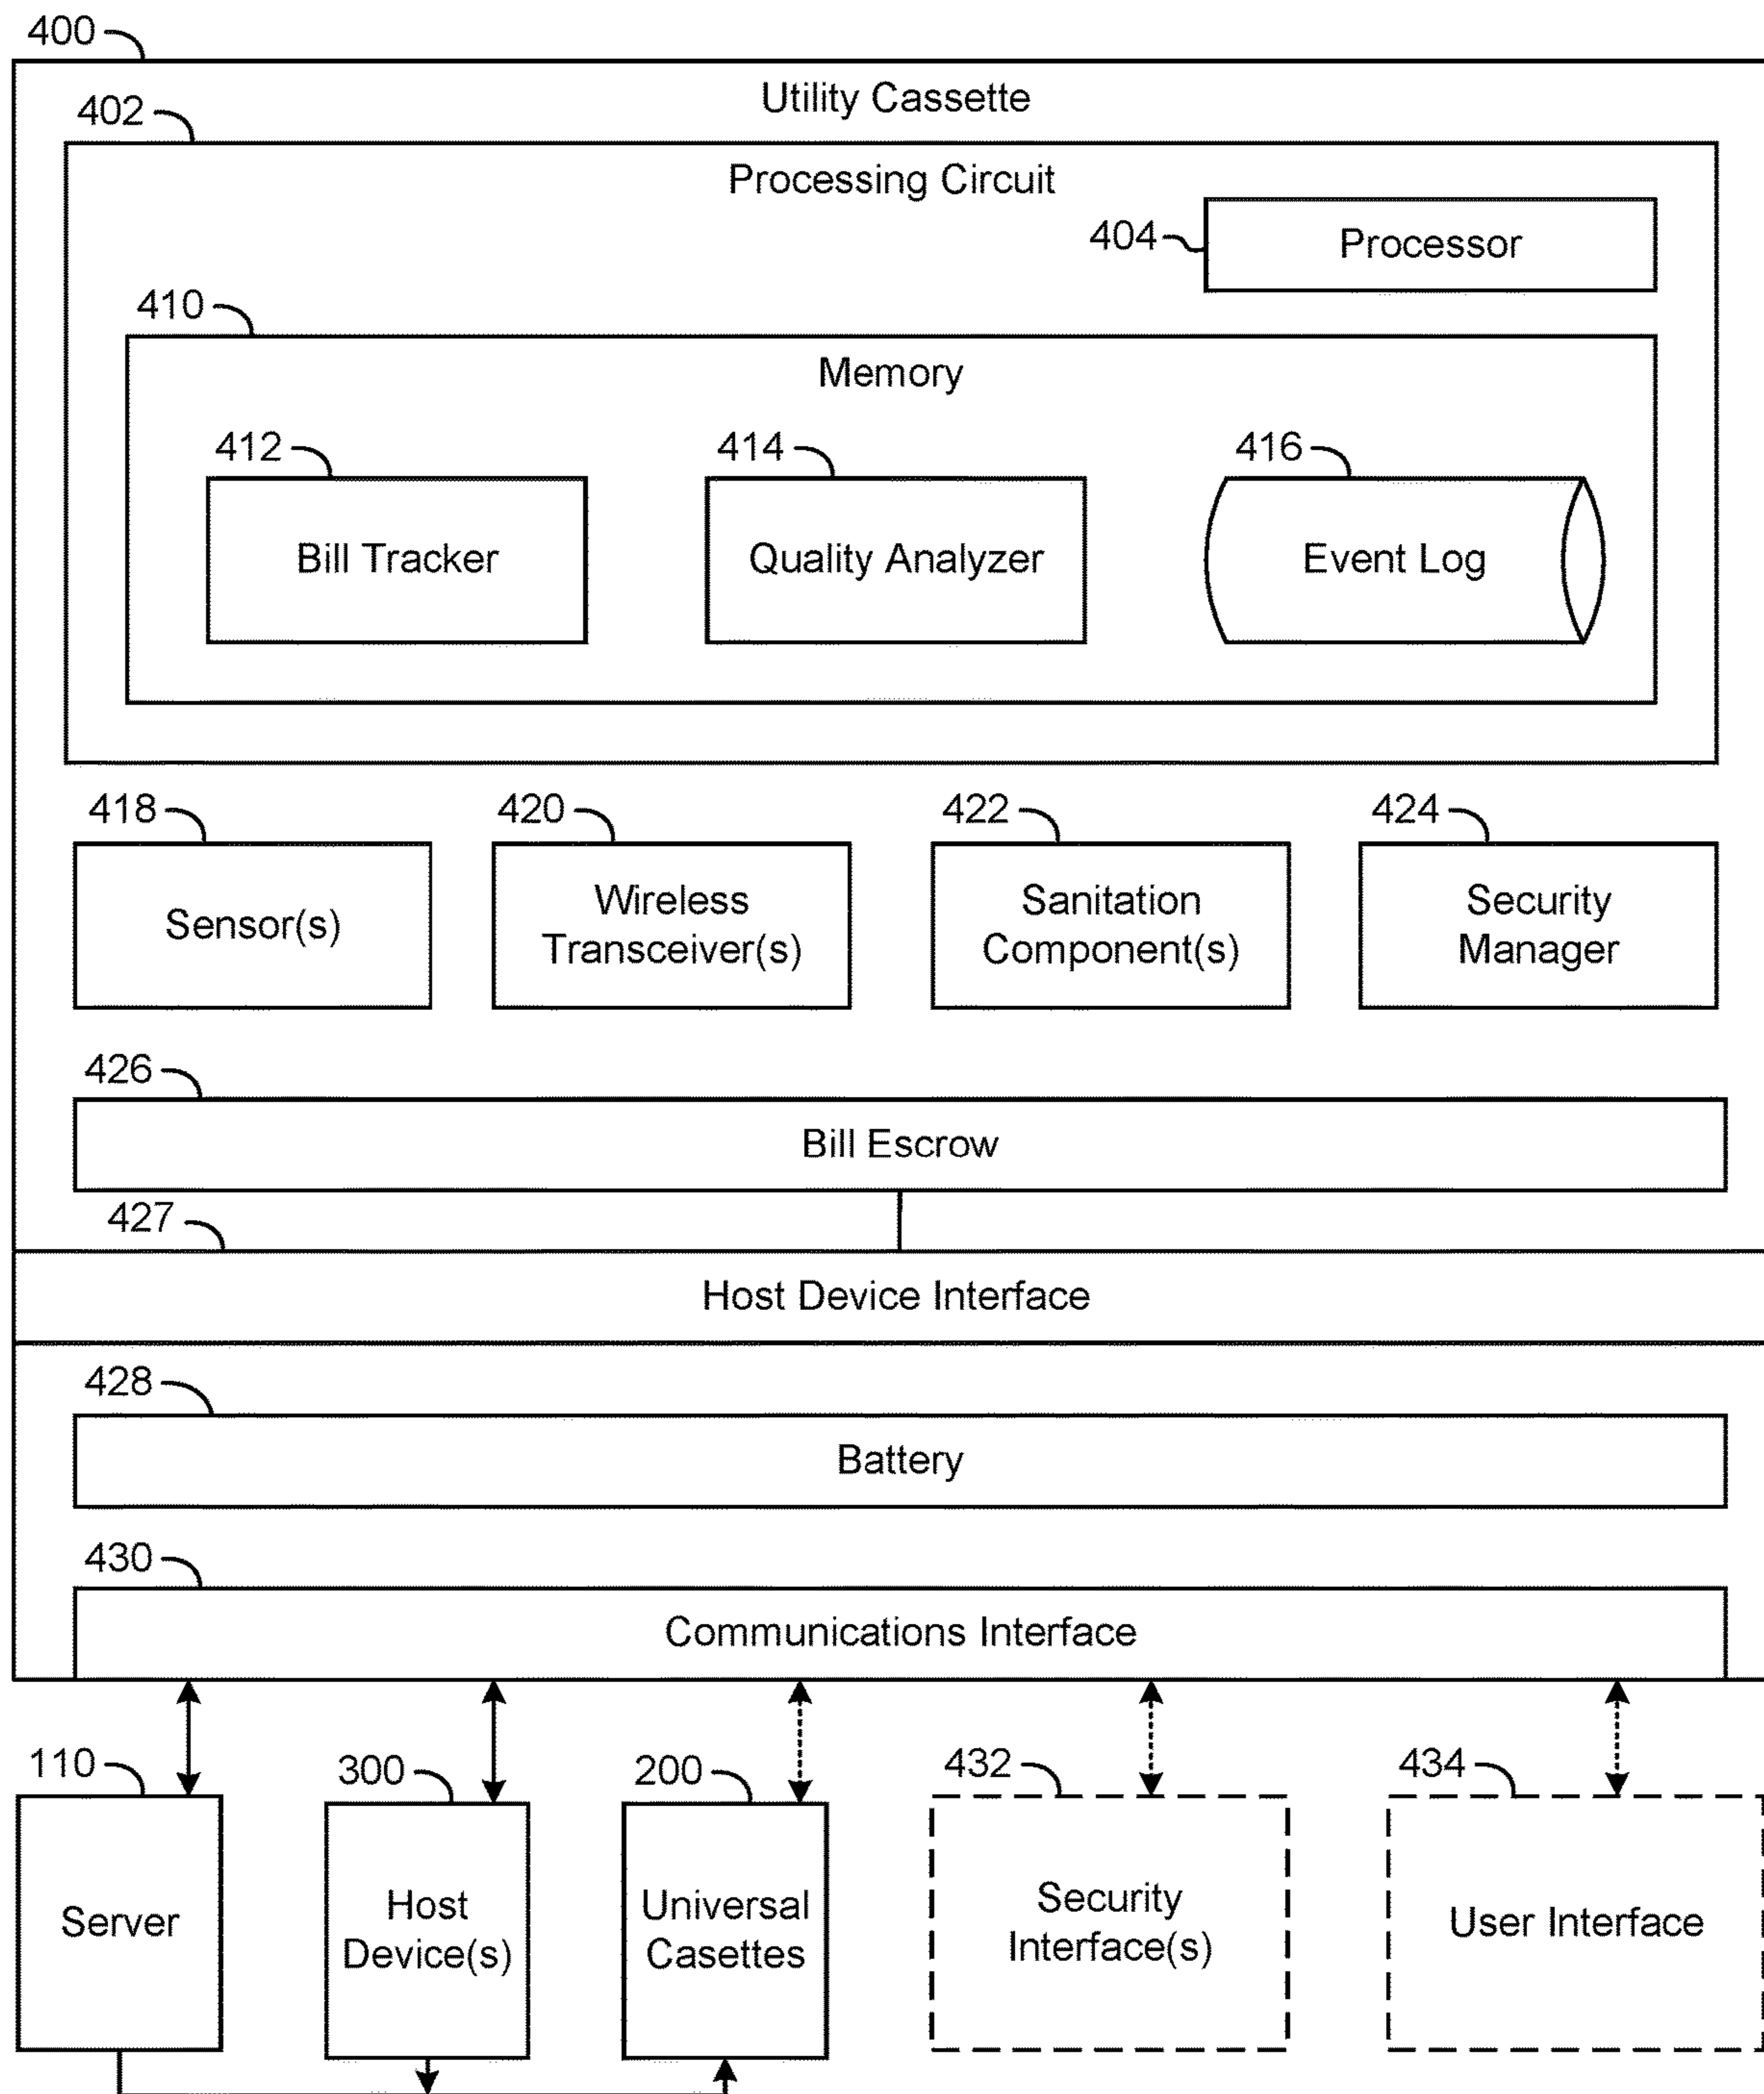 400
Utility Cassette
402
Processing Circuit
404
Processor
410
Memory
412
414
416
Bill Tracker
Quality Analyzer
Event Log
418
420
422
424
Sensor(s)
Wireless
Transceiver(s)
Sanitation
Component(s)
Security
Manager
426
Bill Escrow
427
Host Device Interface
428
Battery
430
Communications Interface
110
300
200
432
434
Server
Host
Device(s)
Universal
Casettes
Security
Interface(s)
User Interface